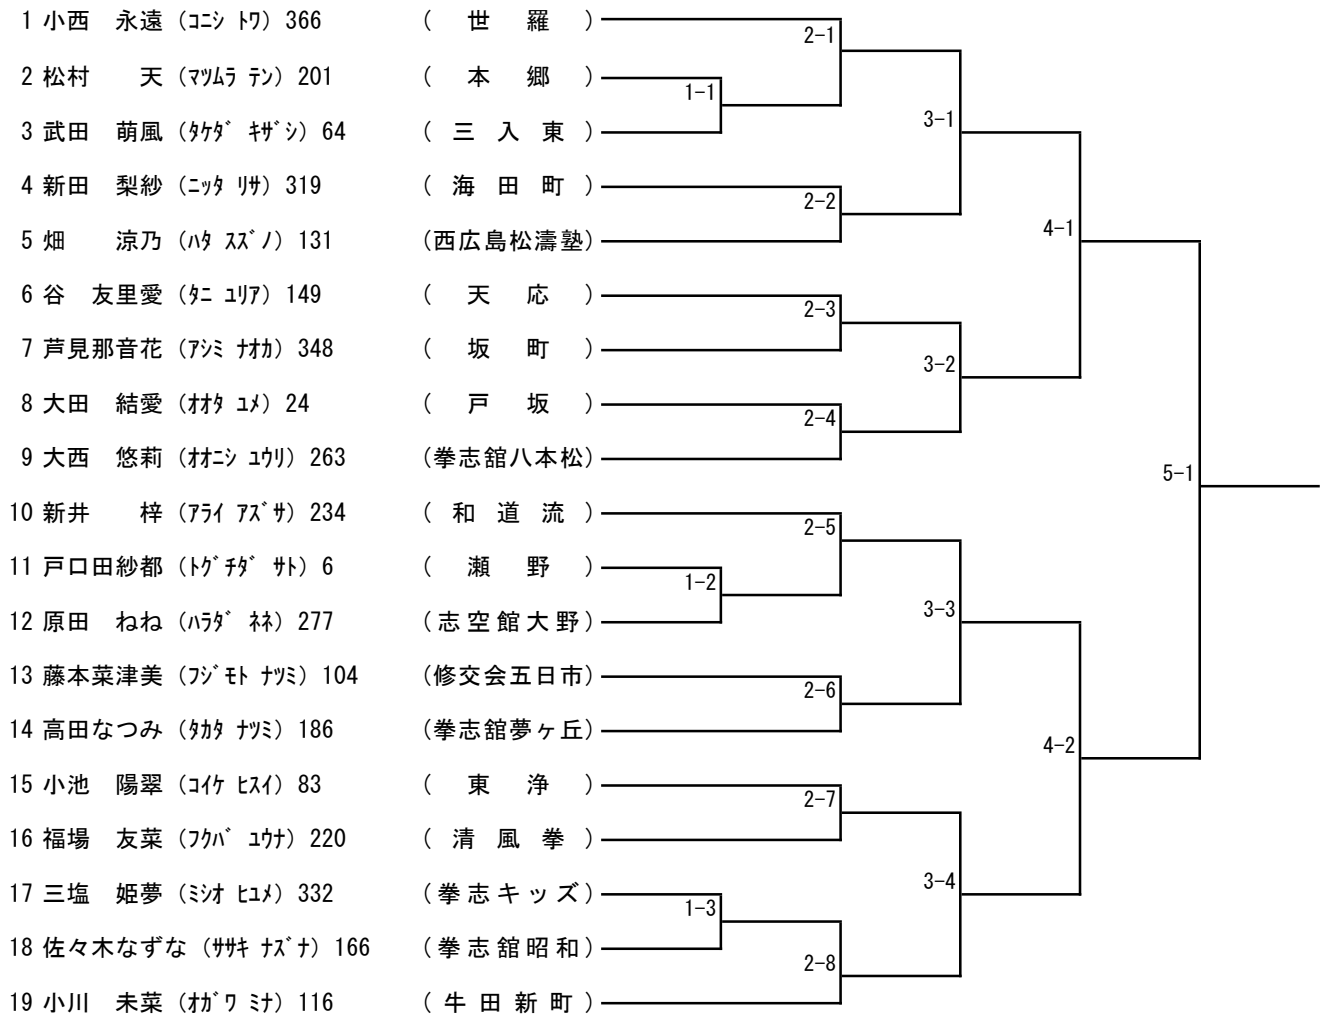 1 小西　永遠 (ｺﾆｼ ﾄﾜ) 366 (　世　羅　)
2-1
2 松村　　天 (ﾏﾂﾑﾗ ﾃﾝ) 201 (　本　郷　)
1-1
3 武田　萌風 (ﾀｹﾀﾞ ｷｻﾞｼ) 64 ( 三 入 東 )
3-1
4 新田　梨紗 (ﾆｯﾀ ﾘｻ) 319 ( 海 田 町 )
2-2
5 畑　　涼乃 (ﾊﾀ ｽｽﾞﾉ) 131 (西広島松濤塾)
4-1
6 谷　友里愛 (ﾀﾆ ﾕﾘｱ) 149 (　天　応　)
2-3
7 芦見那音花 (ｱｼﾐ ﾅｵｶ) 348 (　坂　町　)
3-2
8 大田　結愛 (ｵｵﾀ ﾕﾒ) 24 (　戸　坂　)
2-4
9 大西　悠莉 (ｵｵﾆｼ ﾕｳﾘ) 263 (拳志舘八本松)
5-1
10 新井　　梓 (ｱﾗｲ ｱｽﾞｻ) 234 ( 和 道 流 )
2-5
11 戸口田紗都 (ﾄｸﾞﾁﾀﾞ ｻﾄ) 6 (　瀬　野　)
1-2
12 原田　ねね (ﾊﾗﾀﾞ ﾈﾈ) 277 (志空館大野)
3-3
13 藤本菜津美 (ﾌｼﾞﾓﾄ ﾅﾂﾐ) 104 (修交会五日市)
2-6
14 高田なつみ (ﾀｶﾀ ﾅﾂﾐ) 186 (拳志舘夢ヶ丘)
4-2
15 小池　陽翠 (ｺｲｹ ﾋｽｲ) 83 (　東　浄　)
2-7
16 福場　友菜 (ﾌｸﾊﾞ ﾕｳﾅ) 220 ( 清 風 拳 )
3-4
17 三塩　姫夢 (ﾐｼｵ ﾋﾕﾒ) 332 (拳志キッズ)
1-3
18 佐々木なずな (ｻｻｷ ﾅｽﾞﾅ) 166 (拳志舘昭和)
2-8
19 小川　未菜 (ｵｶﾞﾜ ﾐﾅ) 116 (牛田新町)